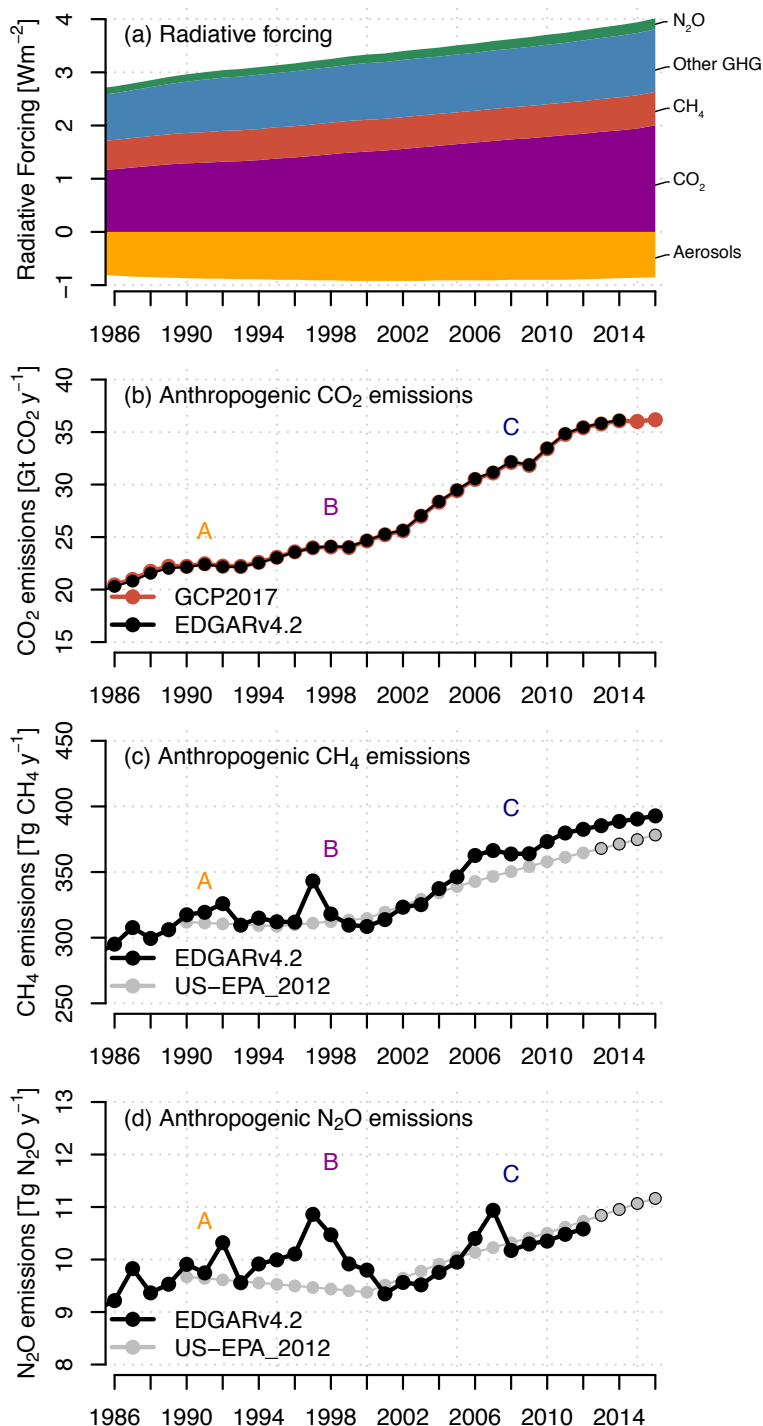 (a) Radiative forcing
Radiative Forcing [Wm⁻²]
4
3
2
1
0
−1
N₂O
Other GHG
CH₄
CO₂
Aerosols
1986 1990 1994 1998 2002 2006 2010 2014
(b) Anthropogenic CO₂ emissions
CO₂ emissions [Gt CO₂ y⁻¹]
40
35
30
25
20
15
A
B
C
GCP2017
EDGARv4.2
1986 1990 1994 1998 2002 2006 2010 2014
(c) Anthropogenic CH₄ emissions
CH₄ emissions [Tg CH₄ y⁻¹]
450
400
350
300
250
A
B
C
EDGARv4.2
US−EPA_2012
1986 1990 1994 1998 2002 2006 2010 2014
(d) Anthropogenic N₂O emissions
N₂O emissions [Tg N₂O y⁻¹]
13
12
11
10
9
8
A
B
C
EDGARv4.2
US−EPA_2012
1986 1990 1994 1998 2002 2006 2010 2014